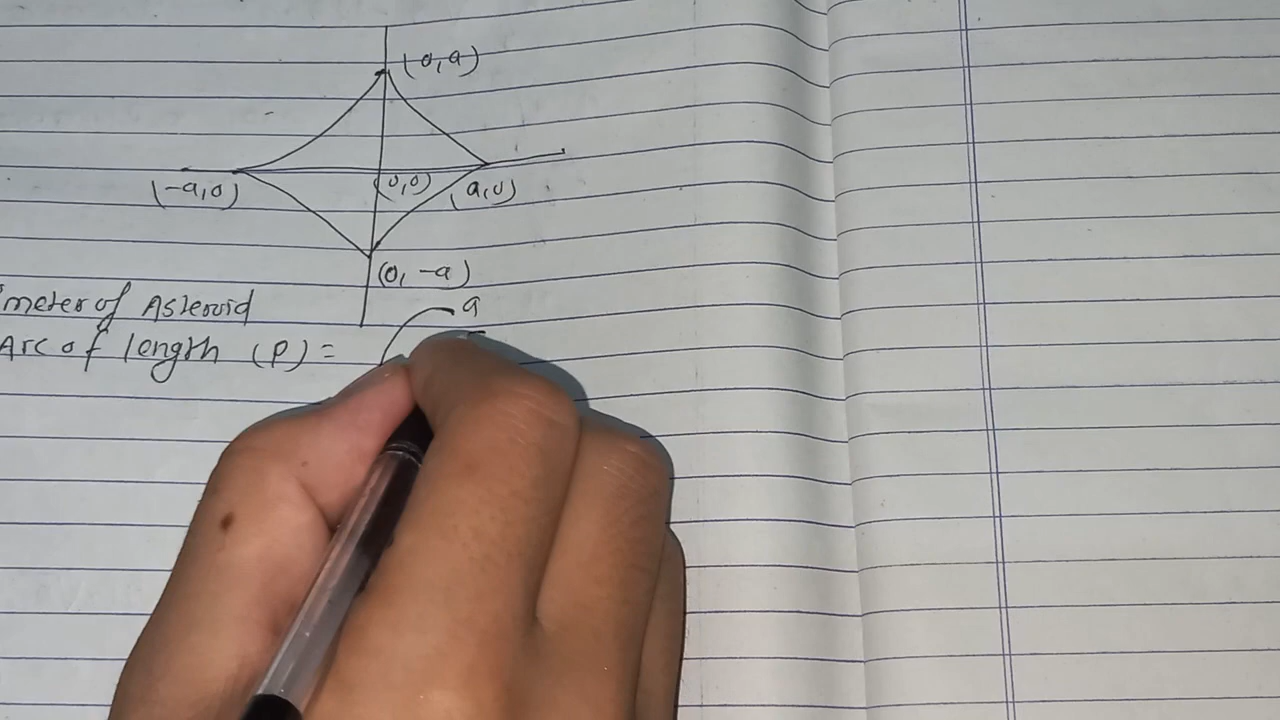 (0,a)
(-a,0) (0,0) (a,0)
(0, -a)
meter of Asteroid
Arc of length (P) = ∫ a